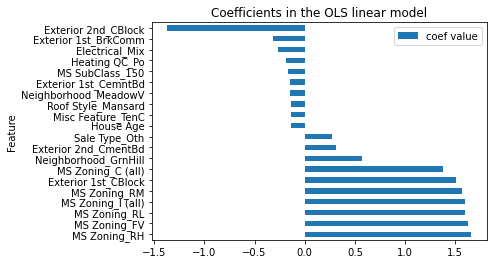 Coefficients in the OLS linear model
coef value
Feature
Exterior 2nd_CBlock
Exterior 1st_BrkComm
Electrical_Mix
Heating QC_Po
MS SubClass_150
Exterior 1st_CemntBd
Neighborhood_MeadowV
Roof Style_Mansard
Misc Feature_TenC
House Age
Sale Type_Oth
Exterior 2nd_CmentBd
Neighborhood_GrnHill
MS Zoning_C (all)
Exterior 1st_CBlock
MS Zoning_RM
MS Zoning_I (all)
MS Zoning_RL
MS Zoning_FV
MS Zoning_RH
−1.5 −1.0 −0.5 0.0 0.5 1.0 1.5